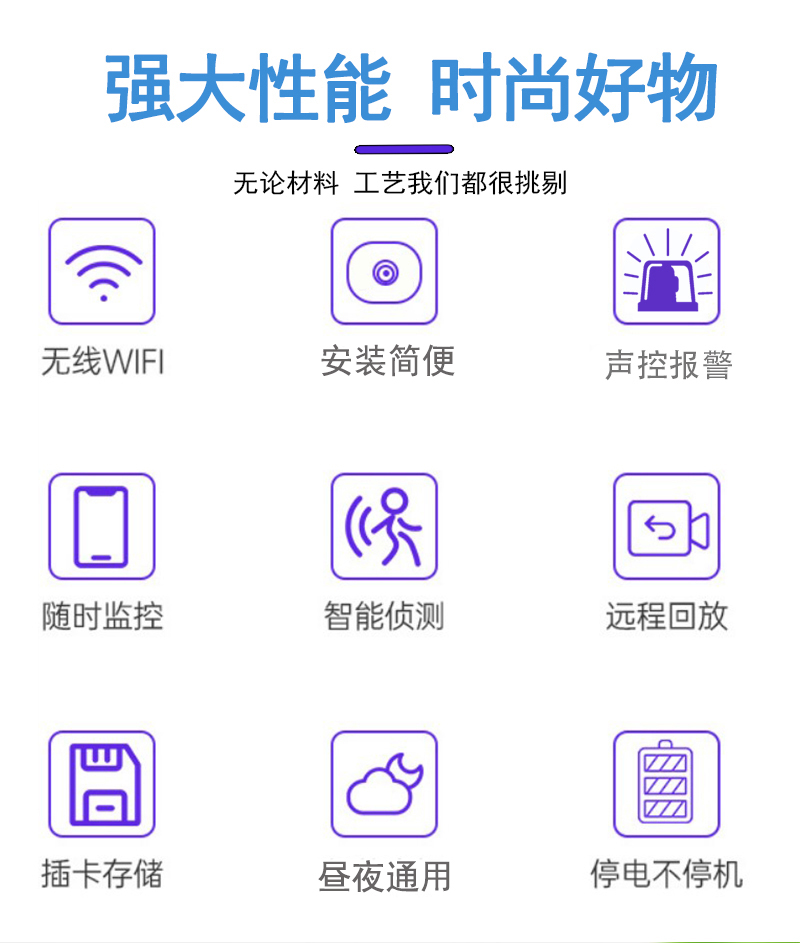 强大性能 时尚好物
无论材料 工艺我们都很挑剔
无线WIFI
安装简便
声控报警
随时监控
智能侦测
远程回放
插卡存储
昼夜通用
停电不停机